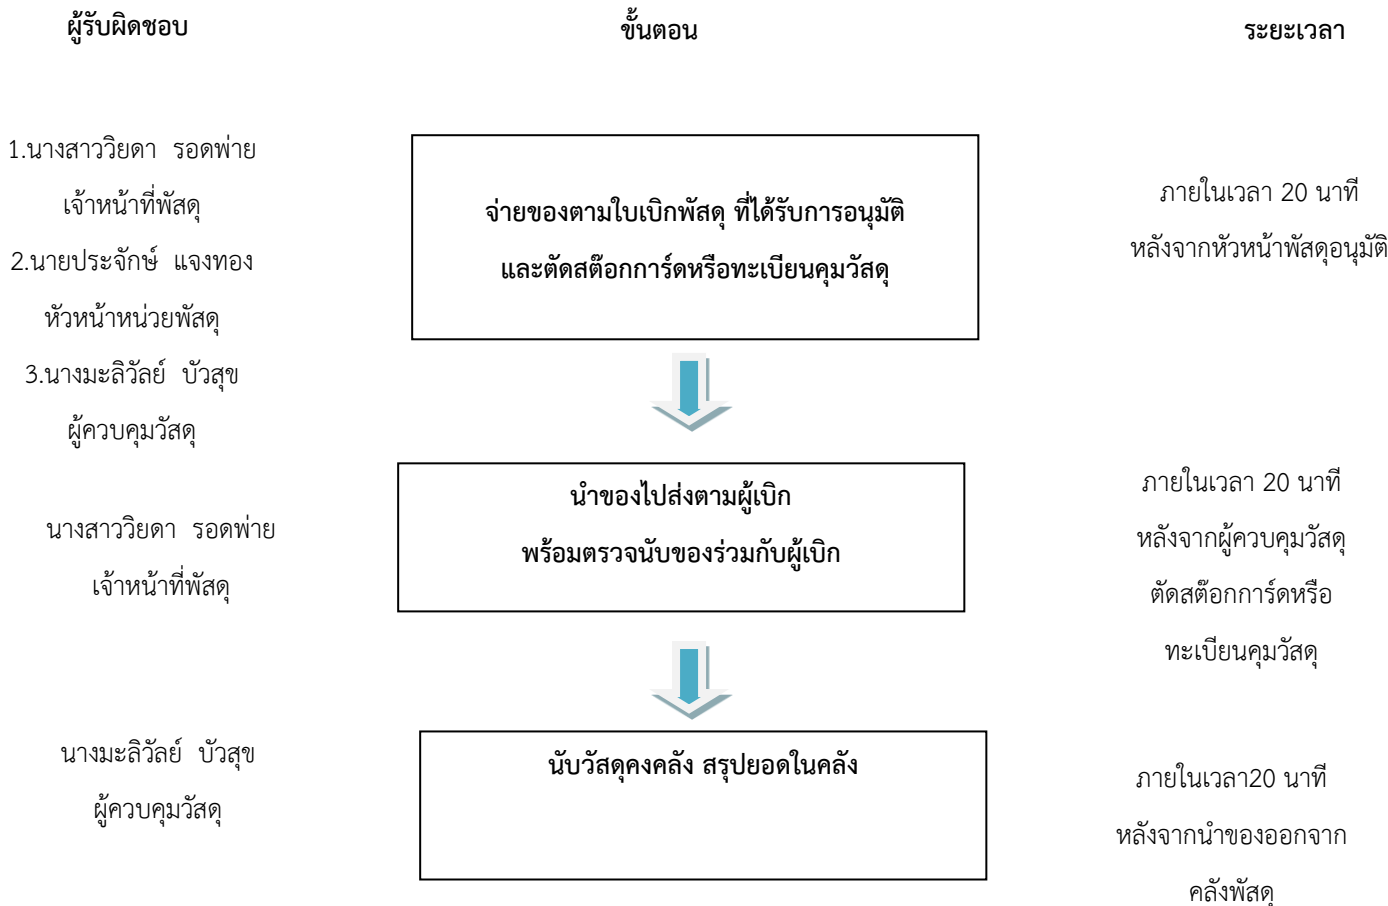 ผู้รับผิดชอบ
ขั้นตอน
ระยะเวลา
1.นางสาววิยดา รอดพ่าย
เจ้าหน้าที่พัสดุ
2.นายประจักษ์ แจงทอง
หัวหน้าหน่วยพัสดุ
3.นางมะลิวัลย์ บัวสุข
ผู้ควบคุมวัสดุ
จ่ายของตามใบเบิกพัสดุ ที่ได้รับการอนุมัติ
และตัดสต๊อกการ์ดหรือทะเบียนคุมวัสดุ
ภายในเวลา 20 นาที
หลังจากหัวหน้าพัสดุอนุมัติ
นางสาววิยดา รอดพ่าย
เจ้าหน้าที่พัสดุ
นำของไปส่งตามผู้เบิก
พร้อมตรวจนับของร่วมกับผู้เบิก
ภายในเวลา 20 นาที
หลังจากผู้ควบคุมวัสดุ
ตัดสต๊อกการ์ดหรือ
ทะเบียนคุมวัสดุ
นางมะลิวัลย์ บัวสุข
ผู้ควบคุมวัสดุ
นับวัสดุคงคลัง สรุปยอดในคลัง
ภายในเวลา20 นาที
หลังจากนำของออกจาก
คลังพัสดุ